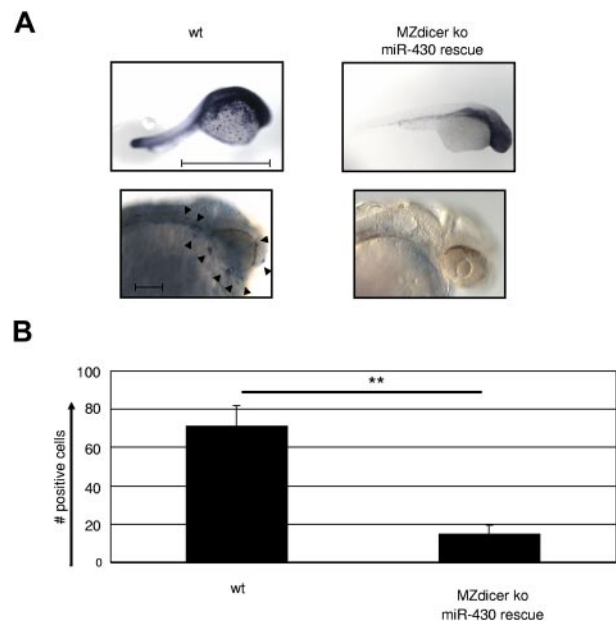 A
wt
MZdicer ko
miR-430 rescue
B
100
80
60
40
20
0
# positive cells
**
wt
MZdicer ko
miR-430 rescue